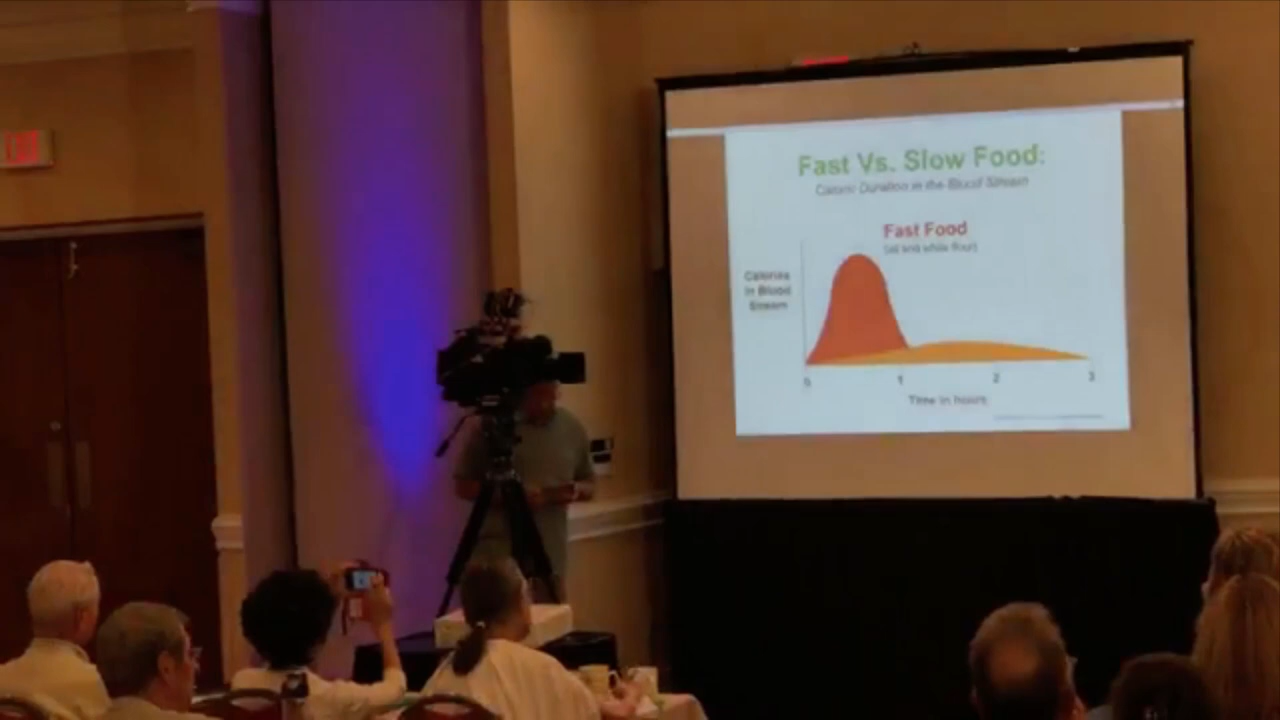 EXIT
Fast Vs. Slow Food:
Caloric Duration in the Blood Stream
Fast Food
(oil and white flour)
Calories
in Blood
Stream
0 1 2 3
Time in hours